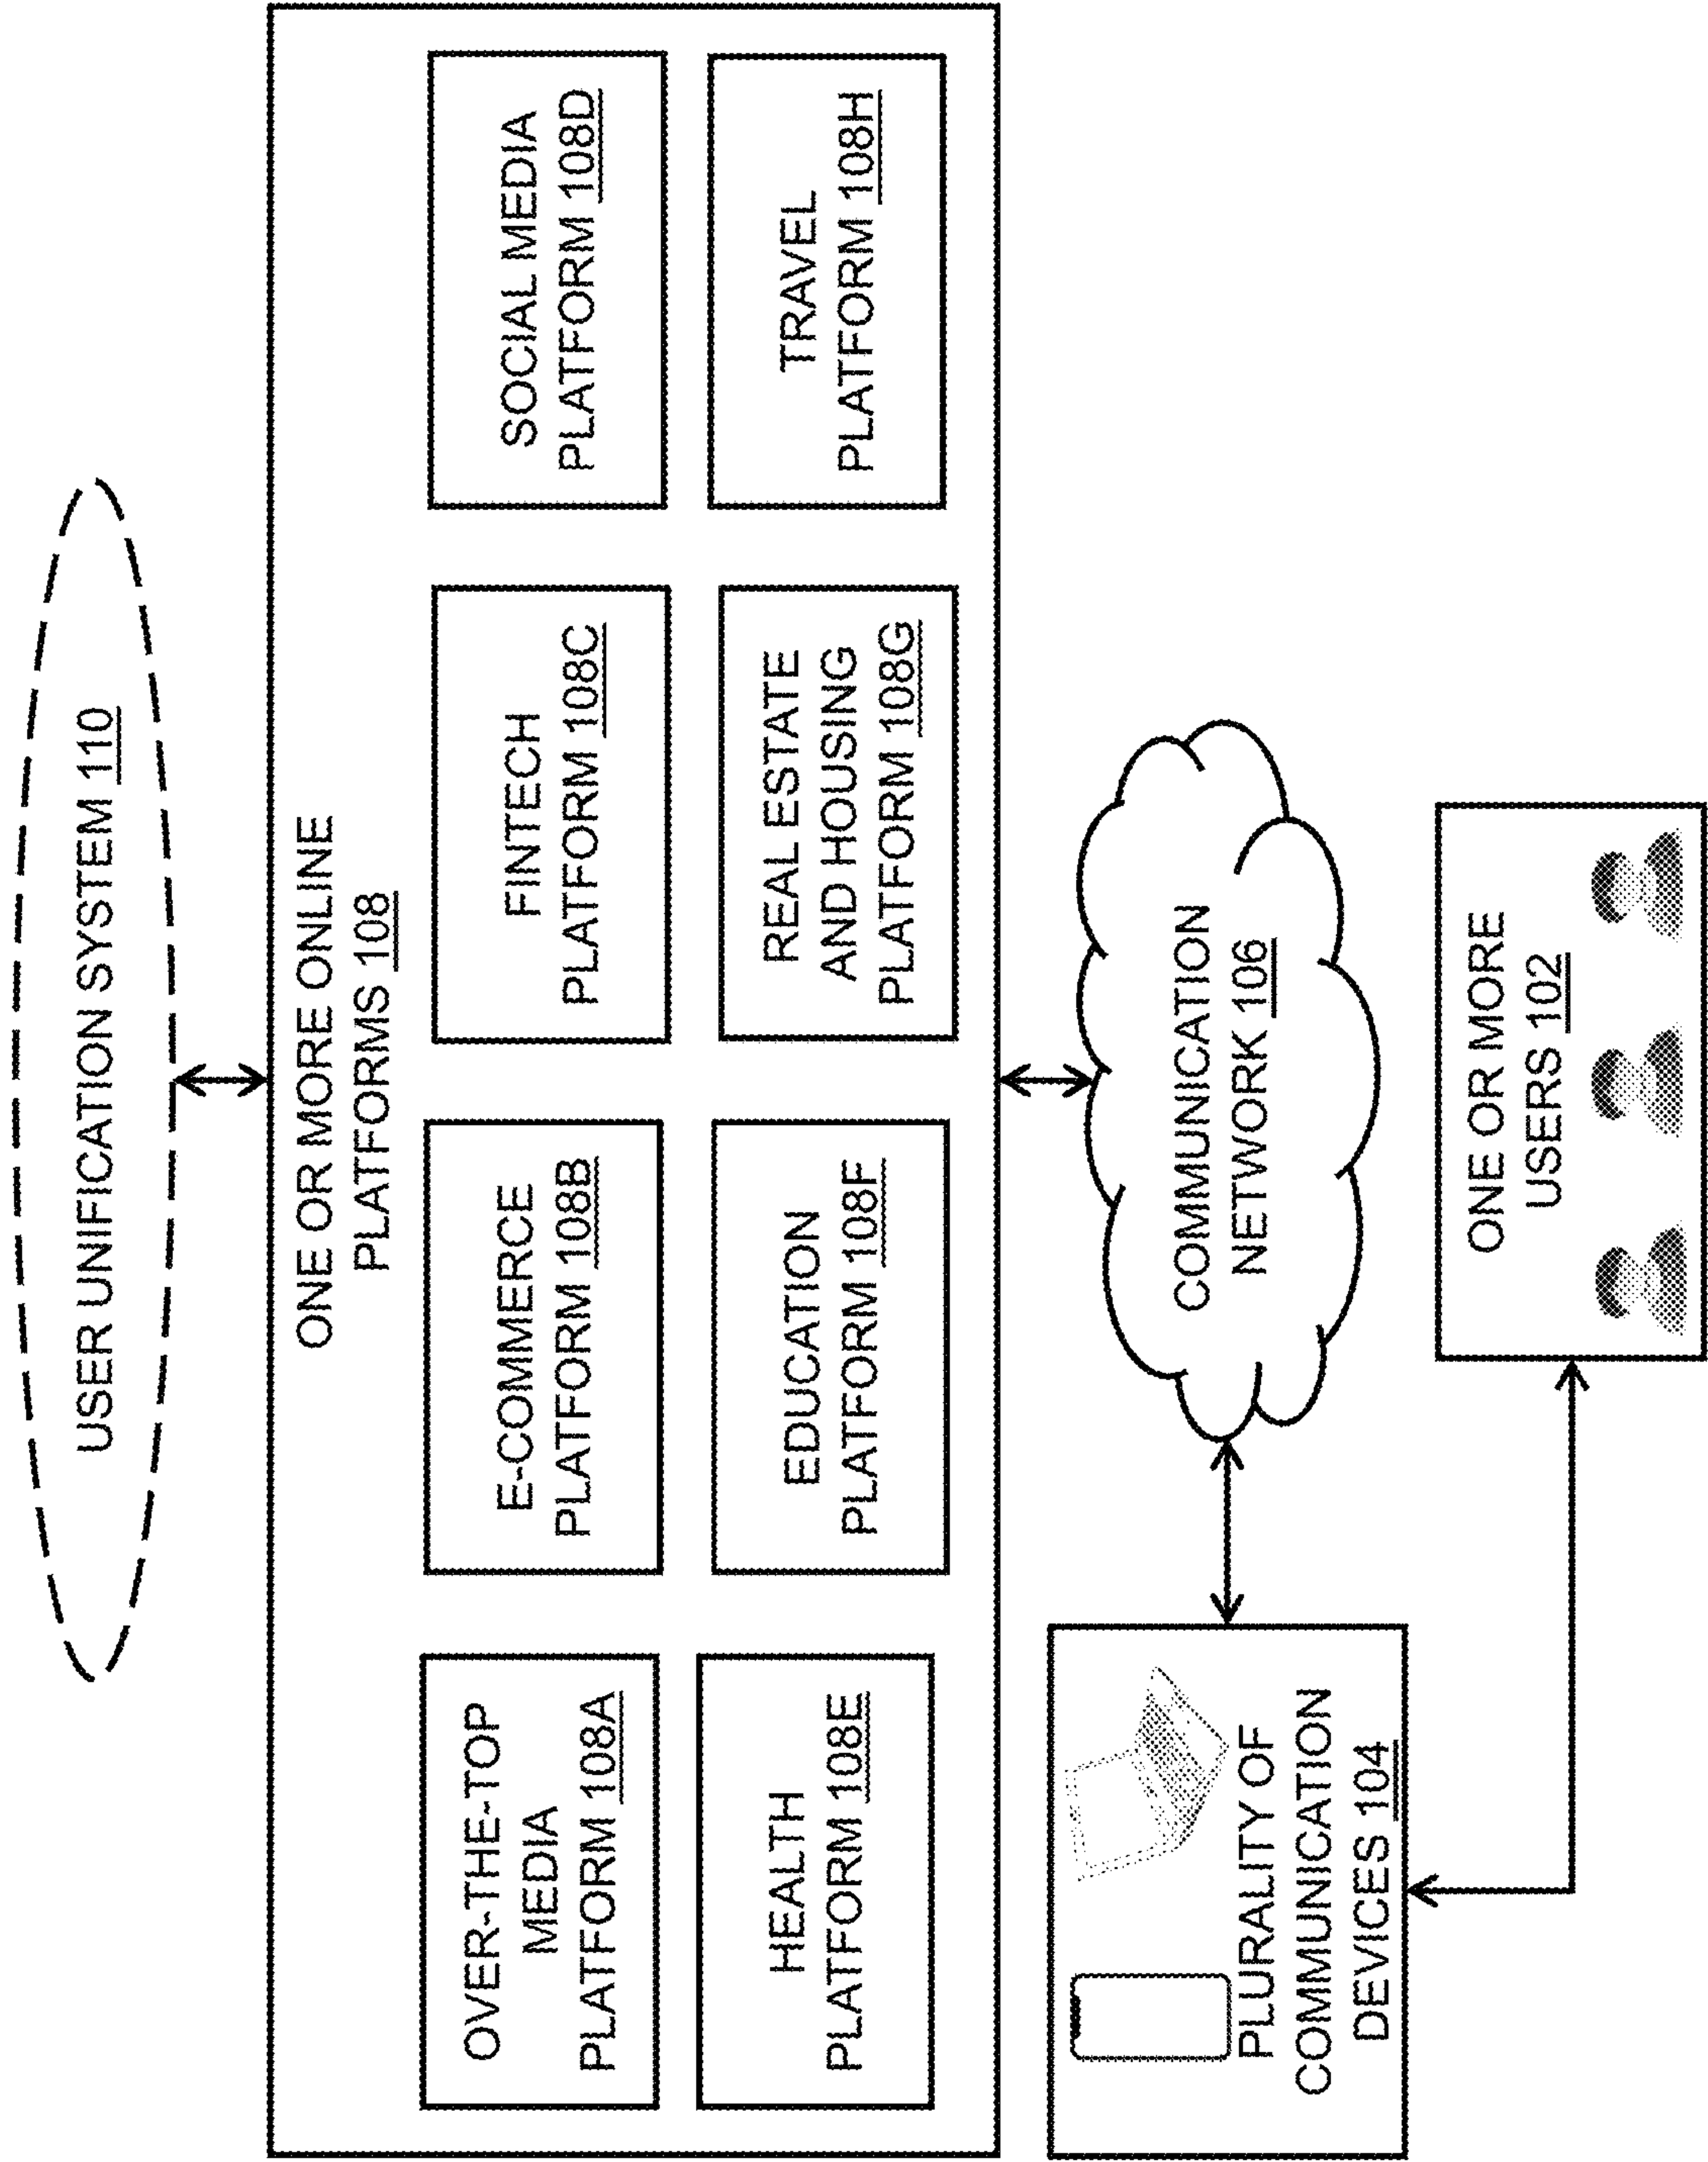 USER UNIFICATION SYSTEM 110
ONE OR MORE ONLINE
PLATFORMS 108
OVER-THE-TOP
MEDIA
PLATFORM 108A
E-COMMERCE
PLATFORM 108B
FINTECH
PLATFORM 108C
SOCIAL MEDIA
PLATFORM 108D
HEALTH
PLATFORM 108E
EDUCATION
PLATFORM 108F
REAL ESTATE
AND HOUSING
PLATFORM 108G
TRAVEL
PLATFORM 108H
PLURALITY OF
COMMUNICATION
DEVICES 104
COMMUNICATION
NETWORK 106
ONE OR MORE
USERS 102